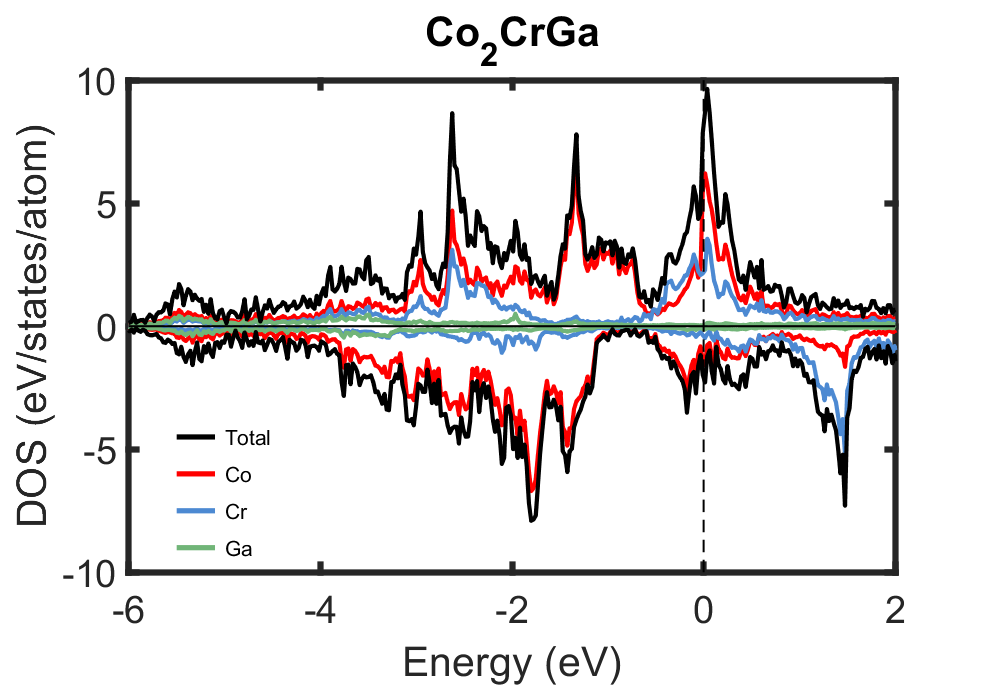 Co₂CrGa
10
5
0
-5
-10
DOS (eV/states/atom)
Total
Co
Cr
Ga
-6 -4 -2 0 2
Energy (eV)